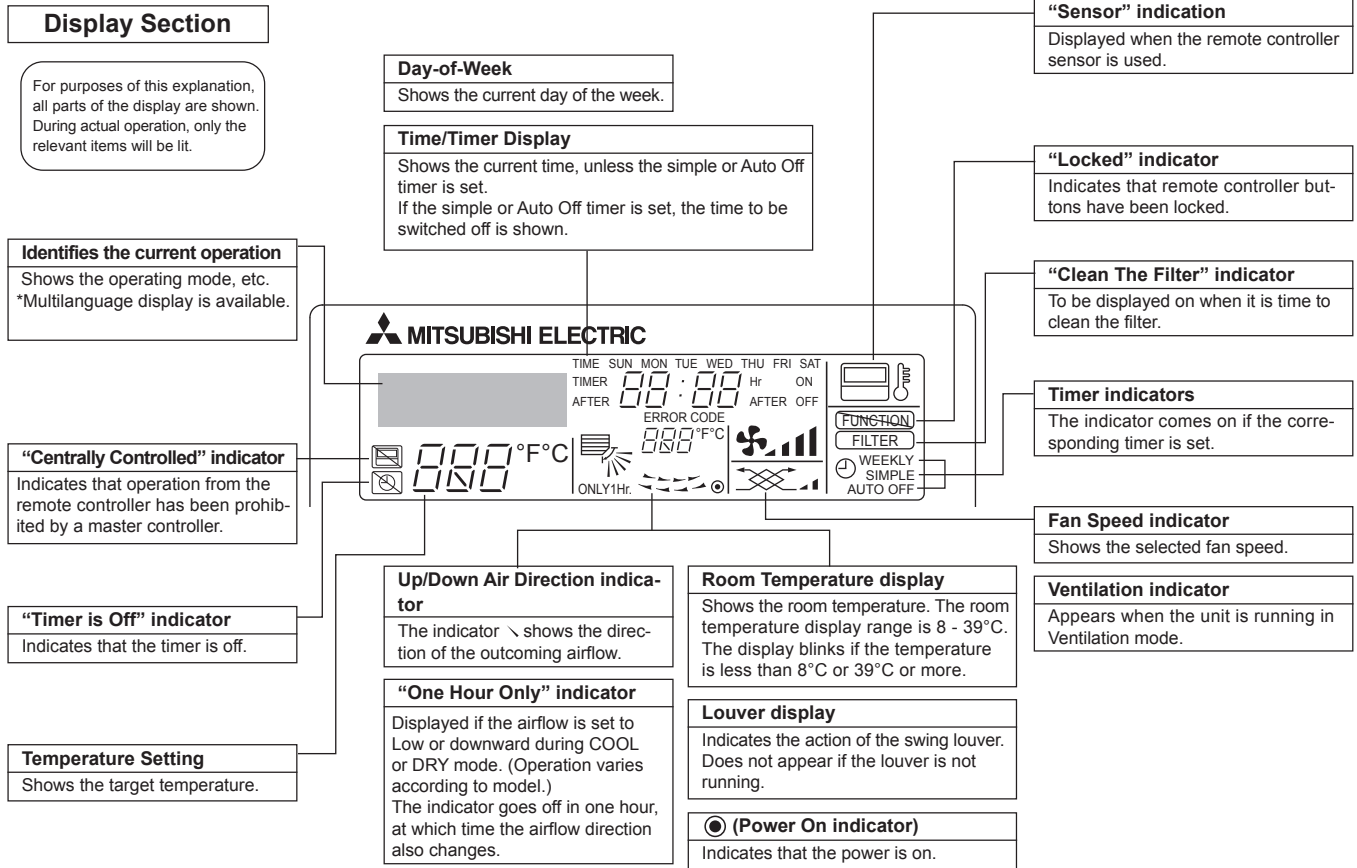 Display Section
For purposes of this explanation,
all parts of the display are shown.
During actual operation, only the
relevant items will be lit.
Day-of-Week
Shows the current day of the week.
Time/Timer Display
Shows the current time, unless the simple or Auto Off
timer is set.
If the simple or Auto Off timer is set, the time to be
switched off is shown.
Identifies the current operation
Shows the operating mode, etc.
*Multilanguage display is available.
“Centrally Controlled” indicator
Indicates that operation from the
remote controller has been prohib-
ited by a master controller.
“Timer is Off” indicator
Indicates that the timer is off.
Temperature Setting
Shows the target temperature.
MITSUBISHI ELECTRIC
TIME SUN MON TUE WED THU FRI SAT
TIMER 88:88 Hr ON
AFTER AFTER OFF
ERROR CODE
888 °F°C
888 °F°C
ONLY1Hr.
FUNCTION
FILTER
WEEKLY
SIMPLE
AUTO OFF
Up/Down Air Direction indica-
tor
The indicator ↘ shows the direc-
tion of the outcoming airflow.
“One Hour Only” indicator
Displayed if the airflow is set to
Low or downward during COOL
or DRY mode. (Operation varies
according to model.)
The indicator goes off in one hour,
at which time the airflow direction
also changes.
Room Temperature display
Shows the room temperature. The room
temperature display range is 8 - 39°C.
The display blinks if the temperature
is less than 8°C or 39°C or more.
Louver display
Indicates the action of the swing louver.
Does not appear if the louver is not
running.
◉ (Power On indicator)
Indicates that the power is on.
“Sensor” indication
Displayed when the remote controller
sensor is used.
“Locked” indicator
Indicates that remote controller but-
tons have been locked.
“Clean The Filter” indicator
To be displayed on when it is time to
clean the filter.
Timer indicators
The indicator comes on if the corre-
sponding timer is set.
Fan Speed indicator
Shows the selected fan speed.
Ventilation indicator
Appears when the unit is running in
Ventilation mode.